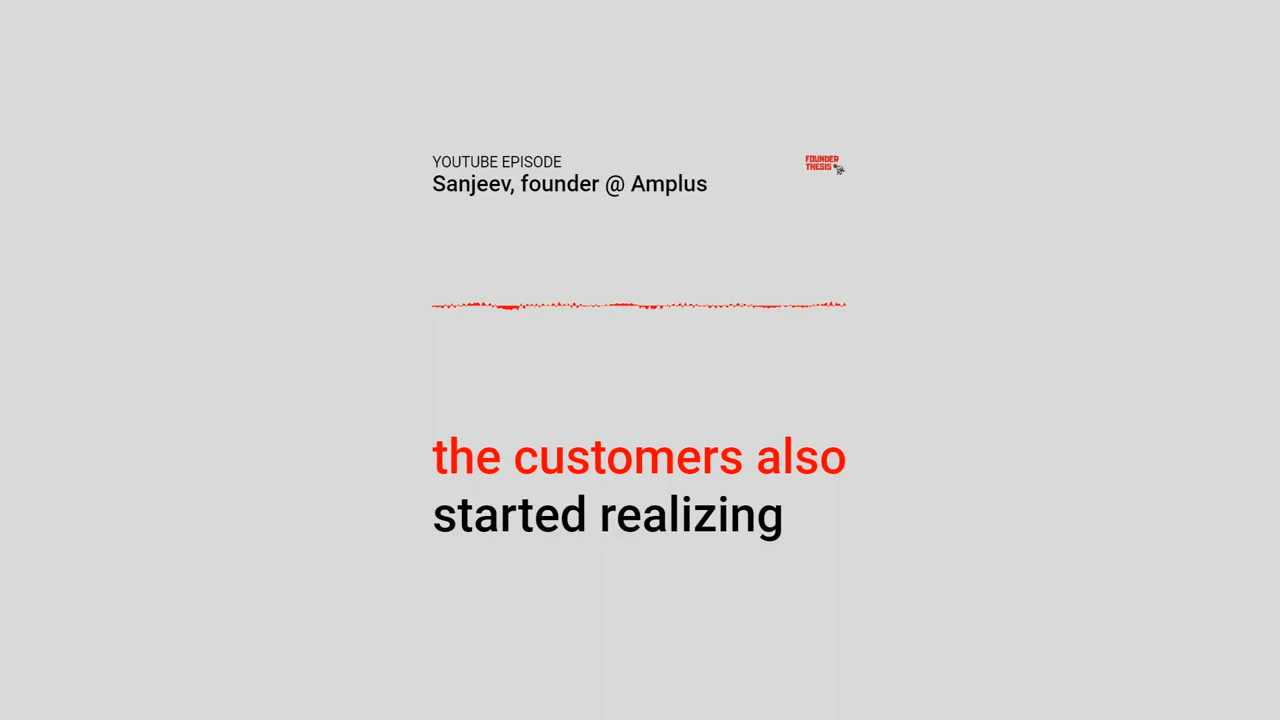 YOUTUBE EPISODE
Sanjeev, founder @ Amplus
FOUNDER
THESIS
the customers also
started realizing